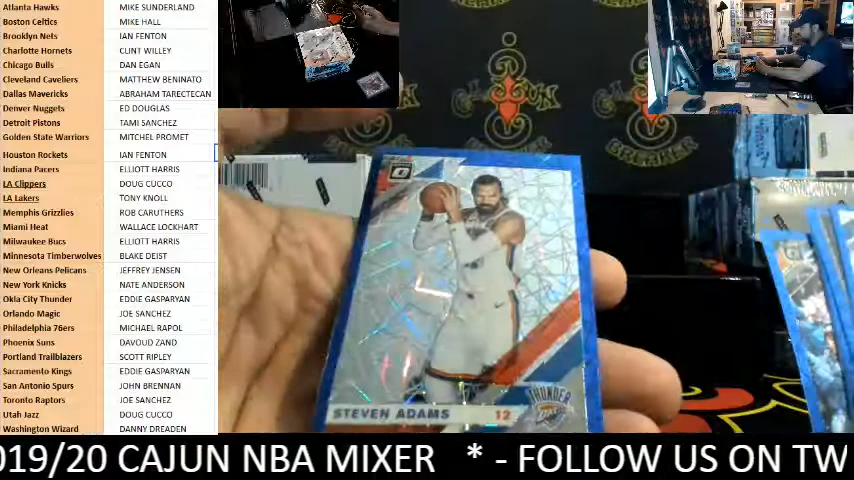 Atlanta Hawks MIKE SUNDERLAND
Boston Celtics MIKE HALL
Brooklyn Nets IAN FENTON
Charlotte Hornets CLINT WILLEY
Chicago Bulls DAN EGAN
Cleveland Cavaliers MATTHEW BENINATO
Dallas Mavericks ABRAHAM TARECTECAN
Denver Nuggets ED DOUGLAS
Detroit Pistons TAMI SANCHEZ
Golden State Warriors MITCHEL PROMET
Houston Rockets IAN FENTON
Indiana Pacers ELLIOTT HARRIS
LA Clippers DOUG CUCCO
LA Lakers TONY KNOLL
Memphis Grizzlies ROB CARUTHERS
Miami Heat WALLACE LOCKHART
Milwaukee Bucs ELLIOTT HARRIS
Minnesota Timberwolves BLAKE DEIST
New Orleans Pelicans JEFFREY JENSEN
New York Knicks NATE ANDERSON
Okla City Thunder EDDIE GASPARYAN
Orlando Magic JOE SANCHEZ
Philadelphia 76ers MICHAEL RAPOL
Phoenix Suns DAVOUD ZAND
Portland Trailblazers SCOTT RIPLEY
Sacramento Kings EDDIE GASPARYAN
San Antonio Spurs JOHN BRENNAN
Toronto Raptors JOE SANCHEZ
Utah Jazz DOUG CUCCO
Washington Wizard DANNY DREADEN
CAJUN
BREAKER
STEVEN ADAMS 12
THUNDER
019/20 CAJUN NBA MIXER * - FOLLOW US ON TW